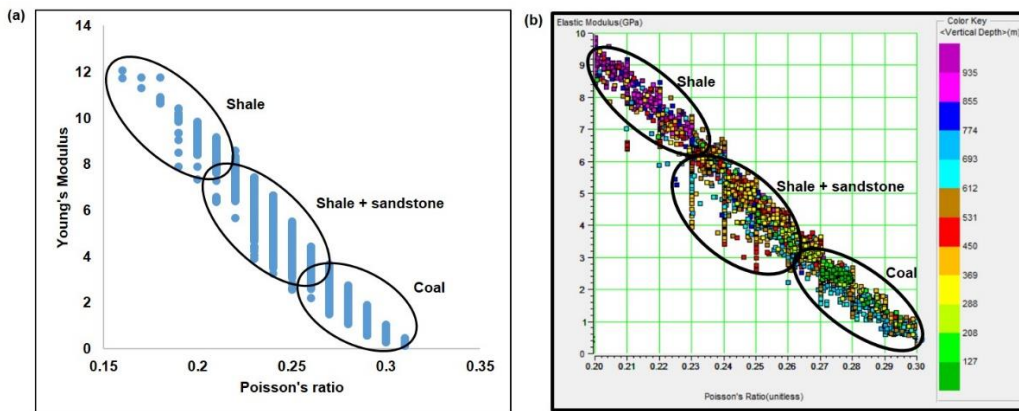 (a)
14
12
10
8
6
4
2
0
Young's Modulus
0.15 0.2 0.25 0.3 0.35
Poisson's ratio
Shale
Shale + sandstone
Coal
(b)
Elastic Modulus(GPa)
10
9
8
7
6
5
4
3
2
1
0
0.20 0.21 0.22 0.23 0.24 0.25 0.26 0.27 0.28 0.29 0.30
Poisson's Ratio(unitless)
Shale
Shale + sandstone
Coal
Color Key
<Vertical Depth>(m)
935
855
774
693
612
531
450
369
289
208
127